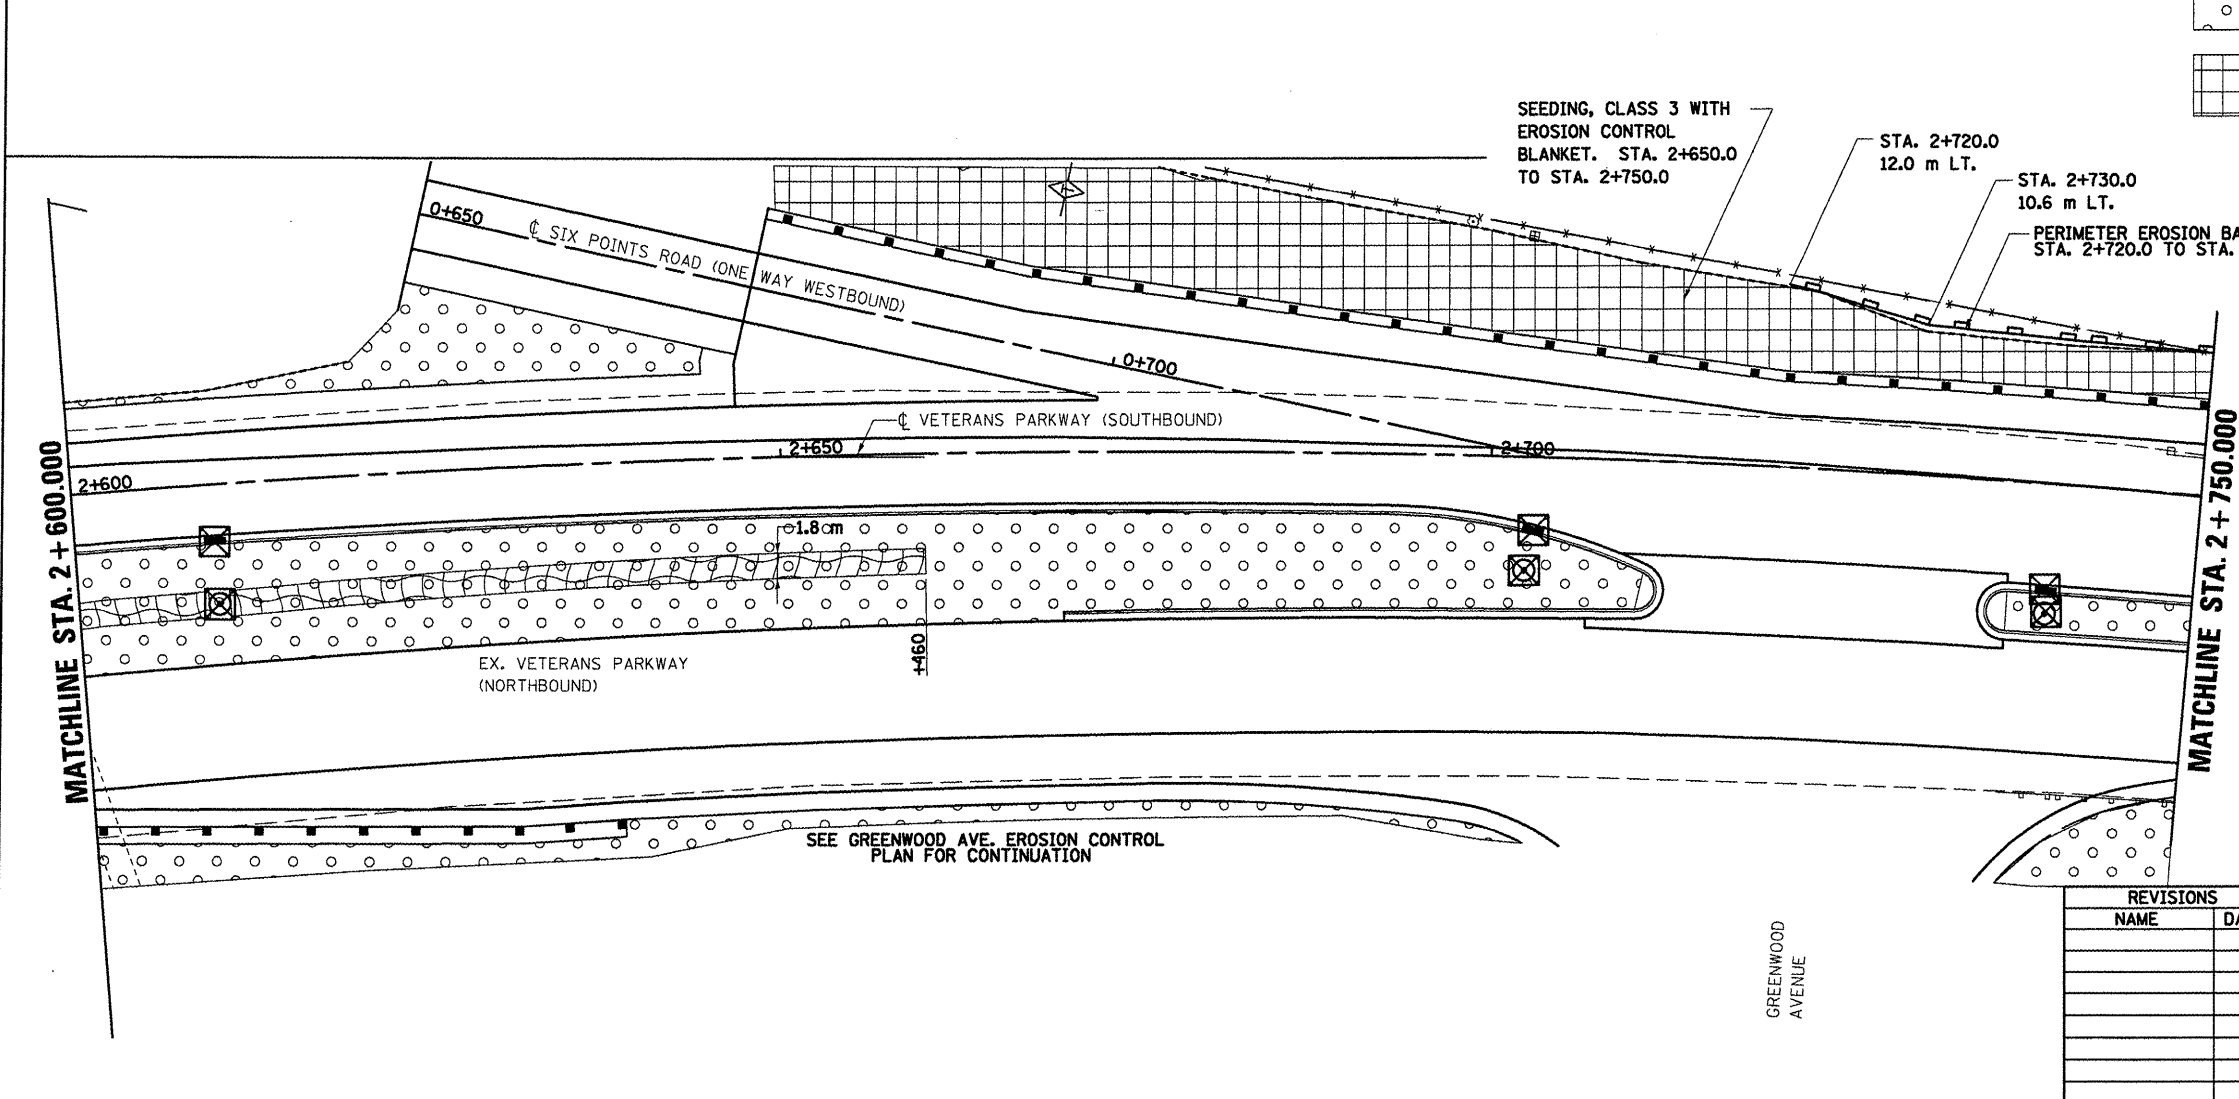 SEEDING, CLASS 3 WITH
EROSION CONTROL
BLANKET. STA. 2+650.0
TO STA. 2+750.0
STA. 2+720.0
12.0 m LT.
STA. 2+730.0
10.6 m LT.
PERIMETER EROSION BA
STA. 2+720.0 TO STA.
0+650
℄ SIX POINTS ROAD (ONE WAY WESTBOUND)
0+700
℄ VETERANS PARKWAY (SOUTHBOUND)
2+600
2+650
2+700
MATCHLINE STA. 2+600.000
MATCHLINE STA. 2+750.000
1.8 m
+460
EX. VETERANS PARKWAY
(NORTHBOUND)
SEE GREENWOOD AVE. EROSION CONTROL
PLAN FOR CONTINUATION
GREENWOOD
AVENUE
REVISIONS
NAME
DA